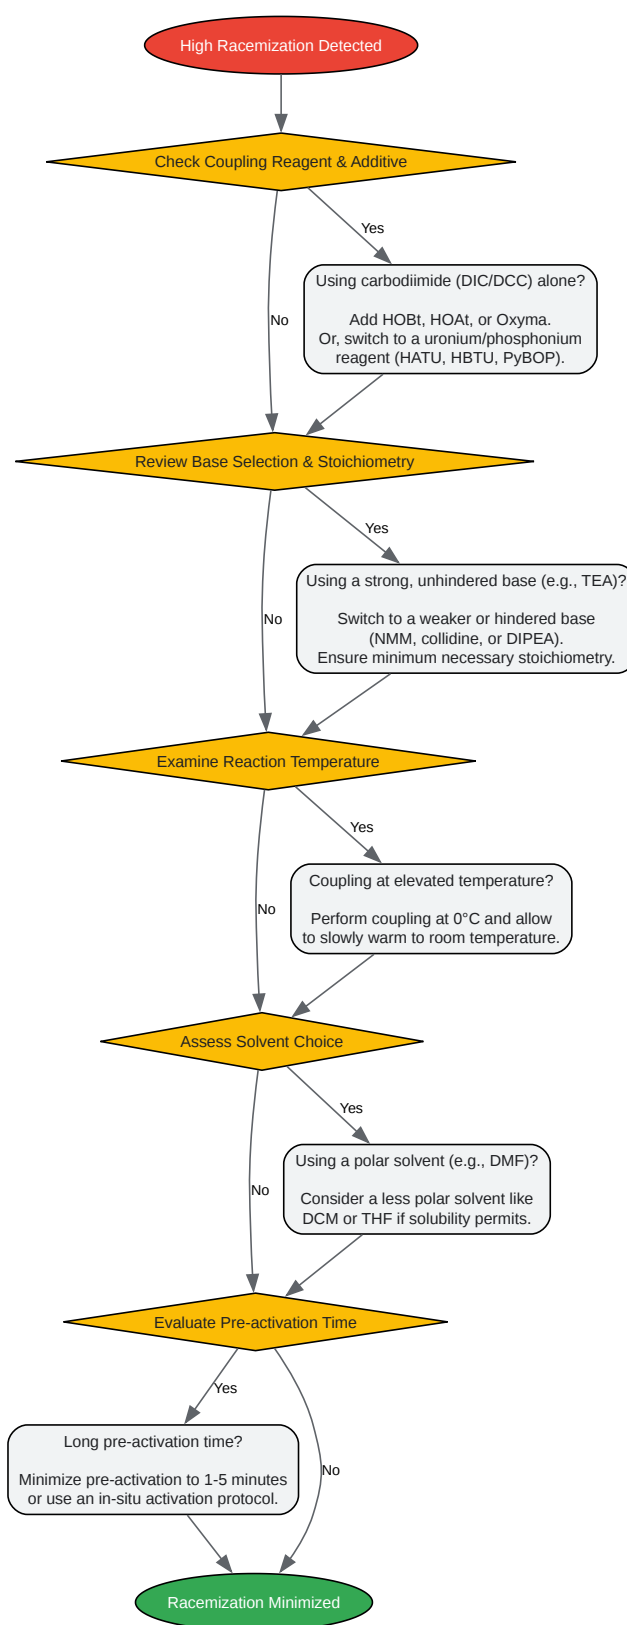 High Racemization Detected
Check Coupling Reagent & Additive
Yes
Using carbodiimide (DIC/DCC) alone?
Add HOBt, HOAt, or Oxyma.
Or, switch to a uronium/phosphonium
reagent (HATU, HBTU, PyBOP).
No
Review Base Selection & Stoichiometry
Yes
Using a strong, unhindered base (e.g., TEA)?
Switch to a weaker or hindered base
(NMM, collidine, or DIPEA).
Ensure minimum necessary stoichiometry.
No
Examine Reaction Temperature
Yes
Coupling at elevated temperature?
Perform coupling at 0°C and allow
to slowly warm to room temperature.
No
Assess Solvent Choice
Yes
Using a polar solvent (e.g., DMF)?
Consider a less polar solvent like
DCM or THF if solubility permits.
No
Evaluate Pre-activation Time
Yes
Long pre-activation time?
Minimize pre-activation to 1-5 minutes
or use an in-situ activation protocol.
No
Racemization Minimized